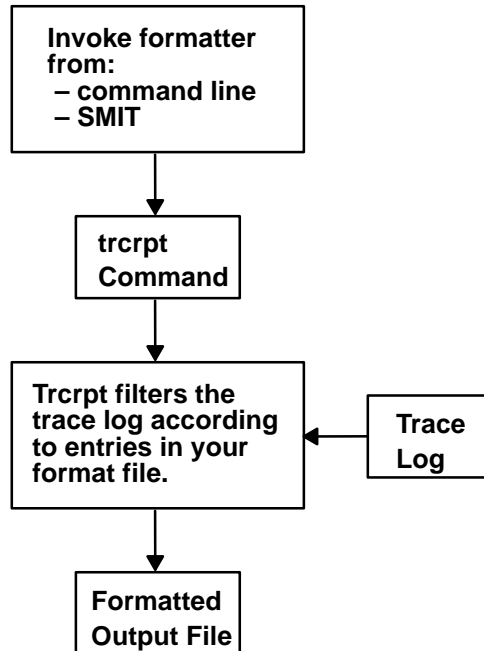 Invoke formatter
from:
– command line
– SMIT
trcrpt
Command
Trcrpt filters the
trace log according
to entries in your
format file.
Trace
Log
Formatted
Output File